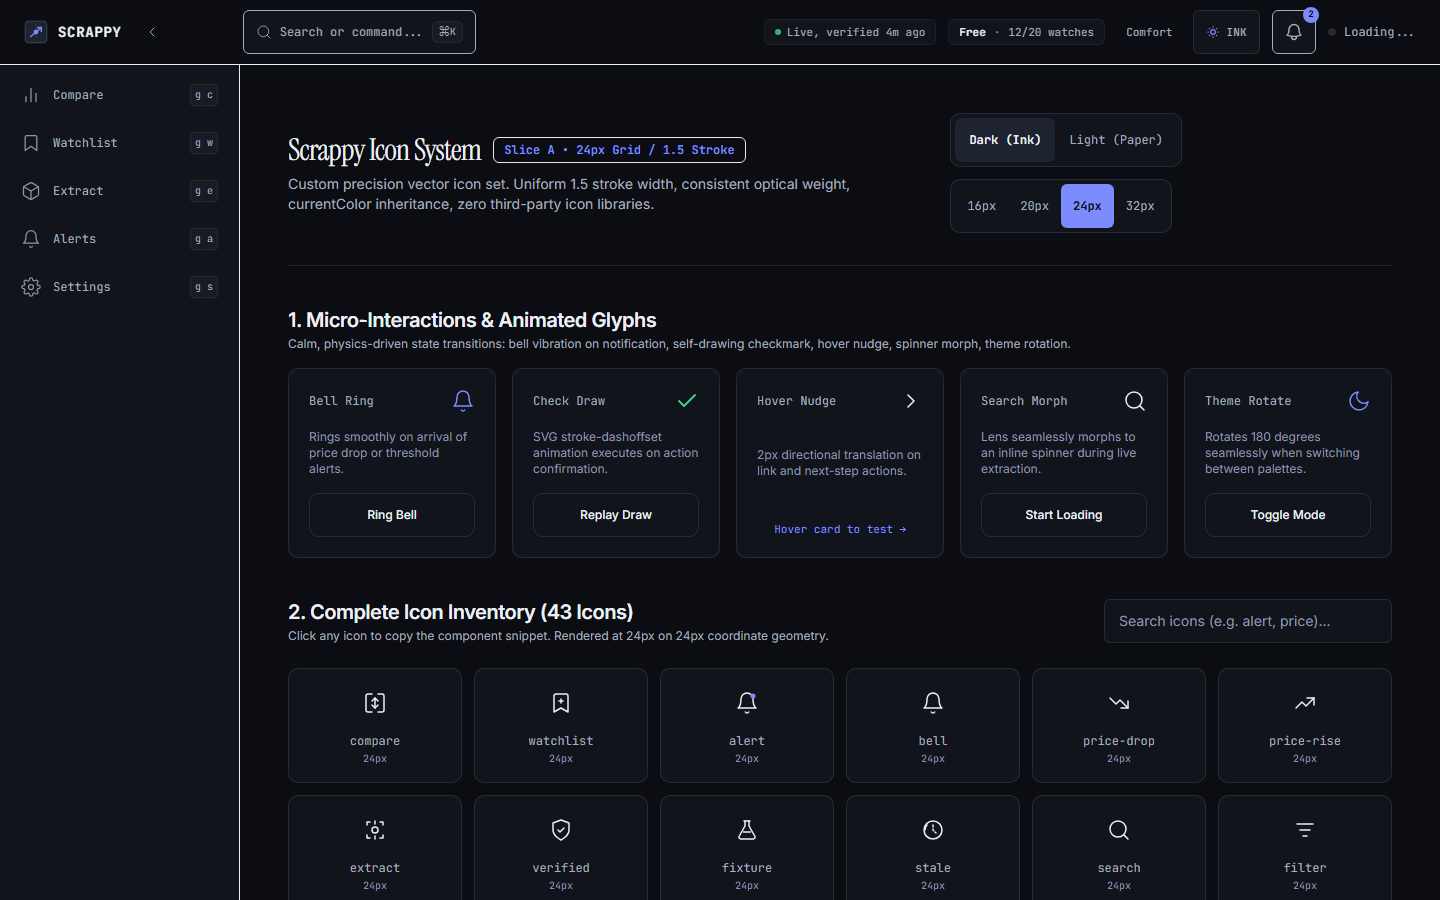 SCRAPPY
Search or command... ⌘K
Live, verified 4m ago
Free · 12/20 watches
Comfort
INK
2
Loading...
Compare g c
Watchlist g w
Extract g e
Alerts g a
Settings g s
Scrappy Icon System
Slice A • 24px Grid / 1.5 Stroke
Custom precision vector icon set. Uniform 1.5 stroke width, consistent optical weight,
currentColor inheritance, zero third-party icon libraries.
Dark (Ink) Light (Paper)
16px 20px 24px 32px
1. Micro-Interactions & Animated Glyphs
Calm, physics-driven state transitions: bell vibration on notification, self-drawing checkmark, hover nudge, spinner morph, theme rotation.
Bell Ring
Rings smoothly on arrival of
price drop or threshold
alerts.
Ring Bell
Check Draw
SVG stroke-dashoffset
animation executes on action
confirmation.
Replay Draw
Hover Nudge
2px directional translation on
link and next-step actions.
Hover card to test →
Search Morph
Lens seamlessly morphs to
an inline spinner during live
extraction.
Start Loading
Theme Rotate
Rotates 180 degrees
seamlessly when switching
between palettes.
Toggle Mode
2. Complete Icon Inventory (43 Icons)
Click any icon to copy the component snippet. Rendered at 24px on 24px coordinate geometry.
Search icons (e.g. alert, price)...
compare
24px
watchlist
24px
alert
24px
bell
24px
price-drop
24px
price-rise
24px
extract
24px
verified
24px
fixture
24px
stale
24px
search
24px
filter
24px